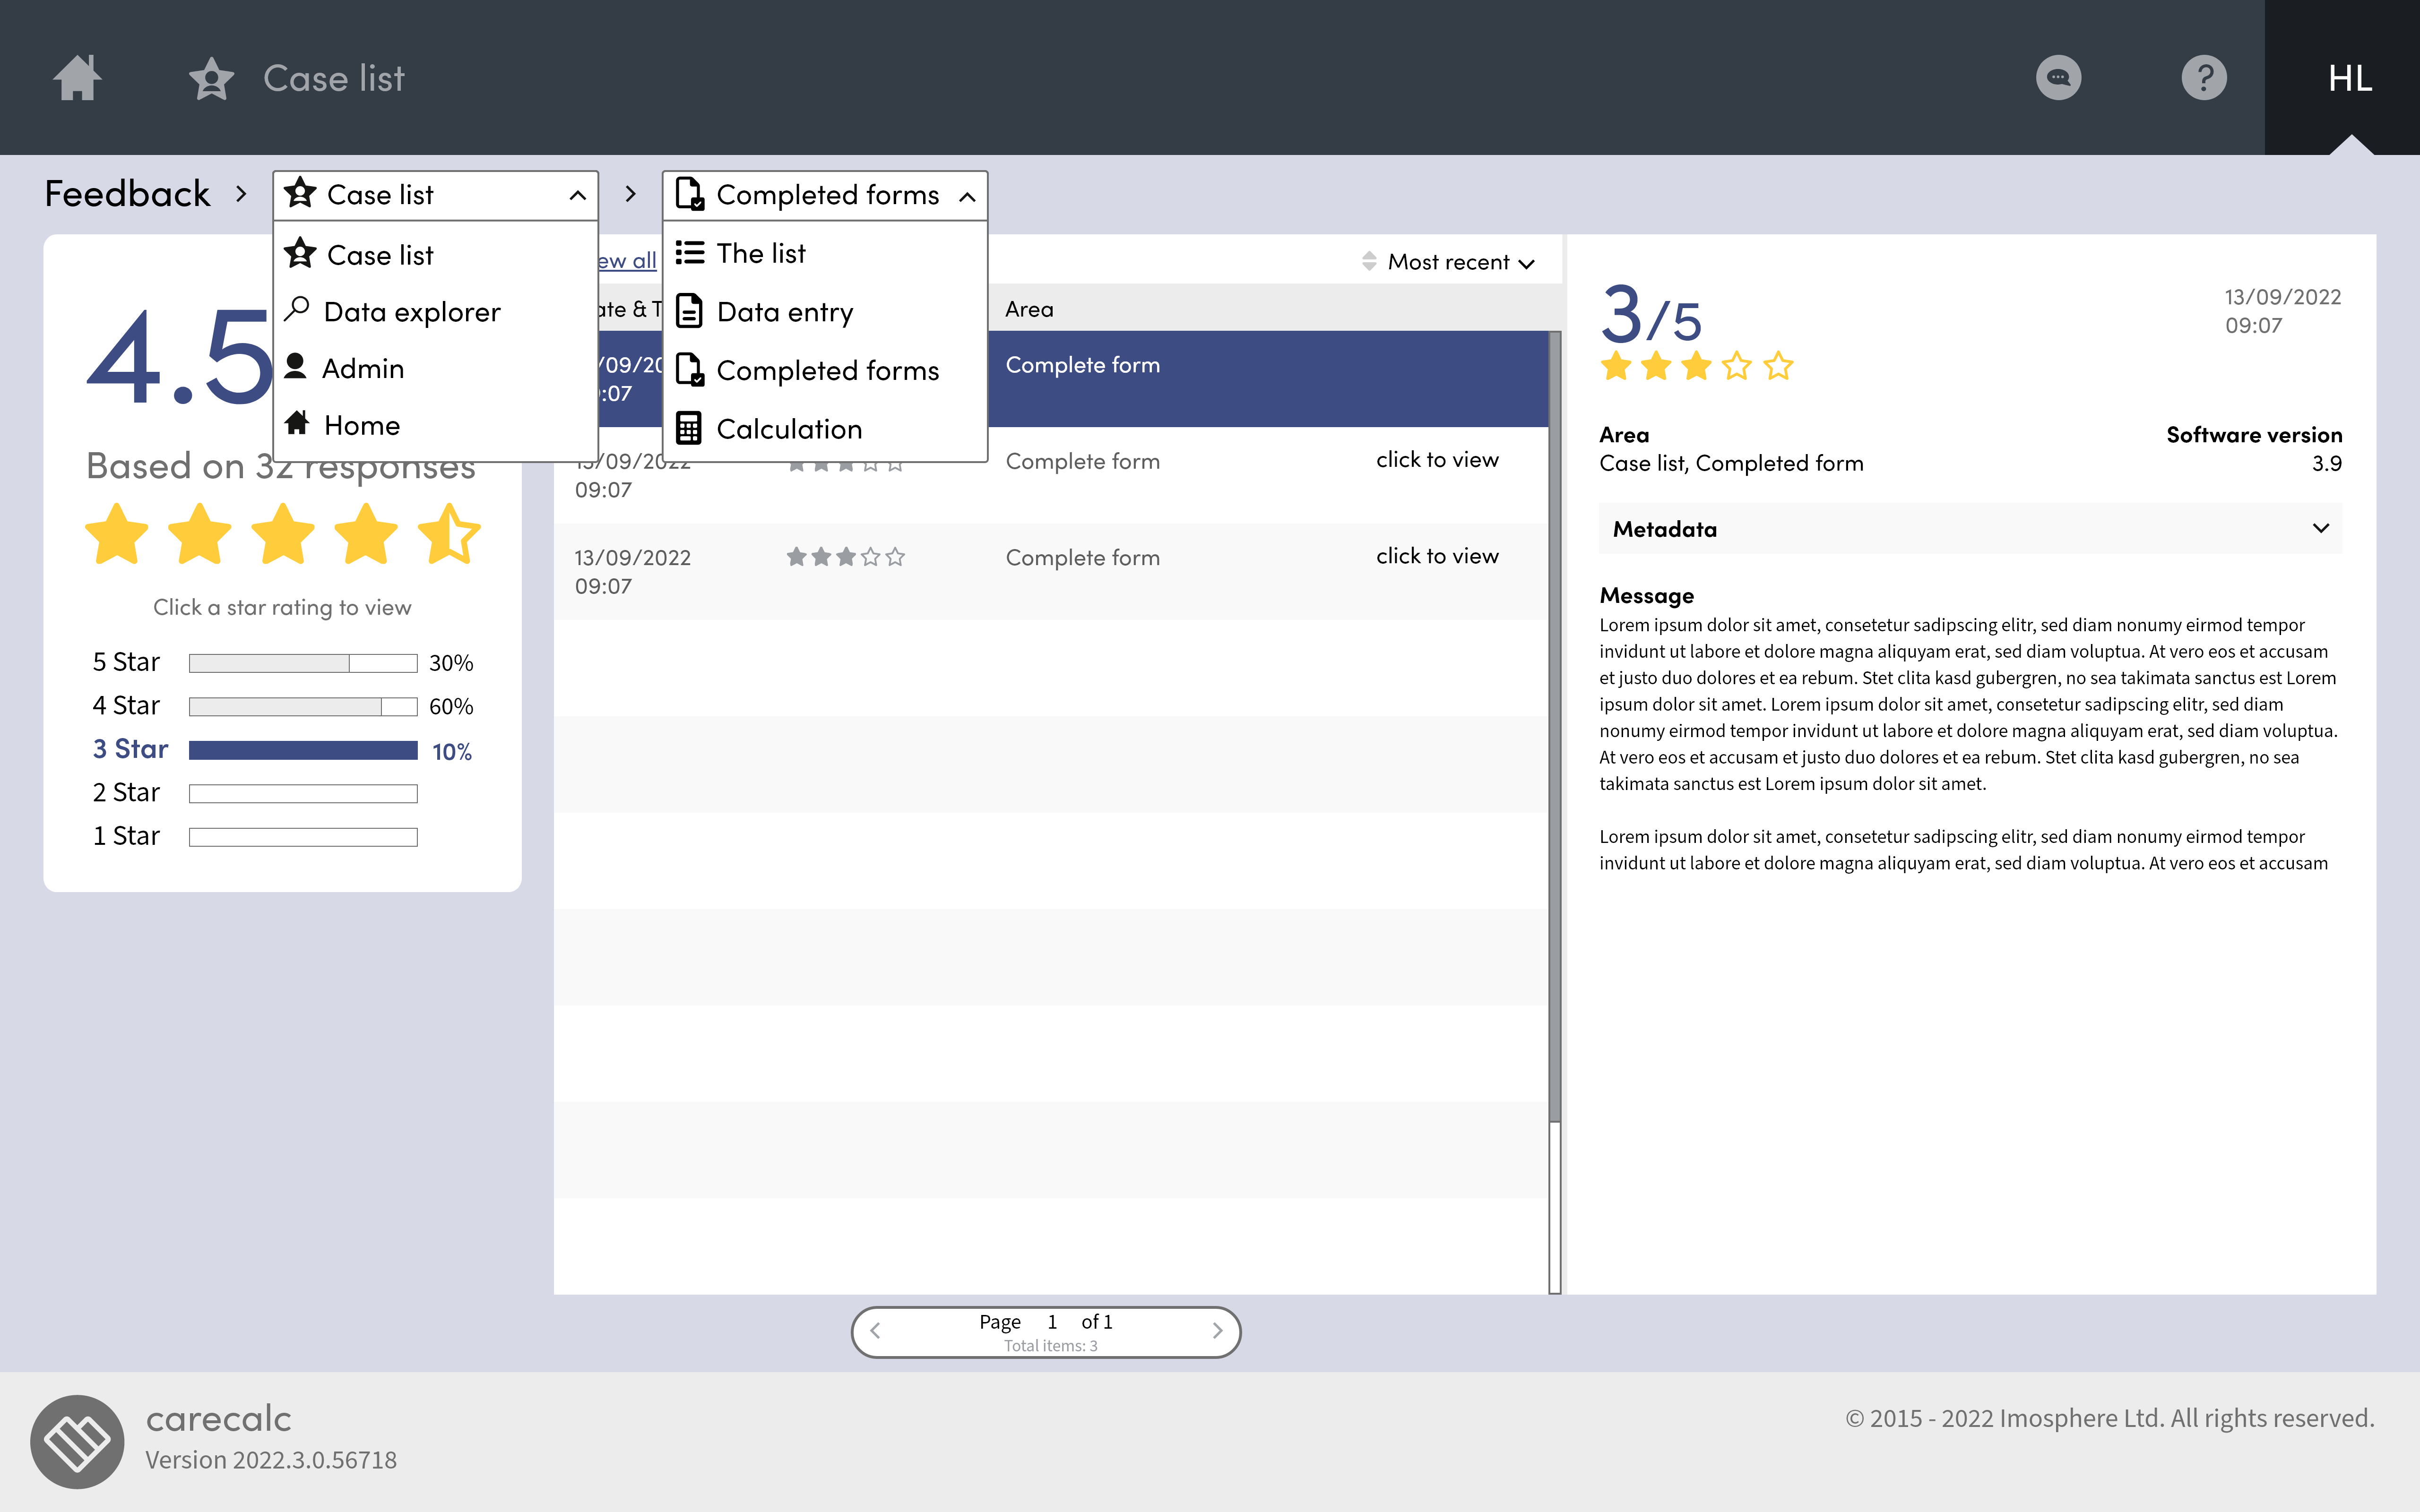 Case list
HL
Feedback
Case list
Completed forms
Case list
Data explorer
Admin
Home
The list
Data entry
Completed forms
Calculation
4.5
Based on 32 responses
Click a star rating to view
5 Star 30%
4 Star 60%
3 Star 10%
2 Star
1 Star
all
Most recent
Area
Complete form
:07
13/09/2022 Complete form click to view
09:07
13/09/2022 Complete form click to view
09:07
3/5
13/09/2022
09:07
Area Software version
Case list, Completed form 3.9
Metadata
Message
Lorem ipsum dolor sit amet, consetetur sadipscing elitr, sed diam nonumy eirmod tempor
invidunt ut labore et dolore magna aliquyam erat, sed diam voluptua. At vero eos et accusam
et justo duo dolores et ea rebum. Stet clita kasd gubergren, no sea takimata sanctus est Lorem
ipsum dolor sit amet. Lorem ipsum dolor sit amet, consetetur sadipscing elitr, sed diam
nonumy eirmod tempor invidunt ut labore et dolore magna aliquyam erat, sed diam voluptua.
At vero eos et accusam et justo duo dolores et ea rebum. Stet clita kasd gubergren, no sea
takimata sanctus est Lorem ipsum dolor sit amet.
Lorem ipsum dolor sit amet, consetetur sadipscing elitr, sed diam nonumy eirmod tempor
invidunt ut labore et dolore magna aliquyam erat, sed diam voluptua. At vero eos et accusam
Page 1 of 1
Total items: 3
carecalc
Version 2022.3.0.56718
© 2015 - 2022 Imosphere Ltd. All rights reserved.